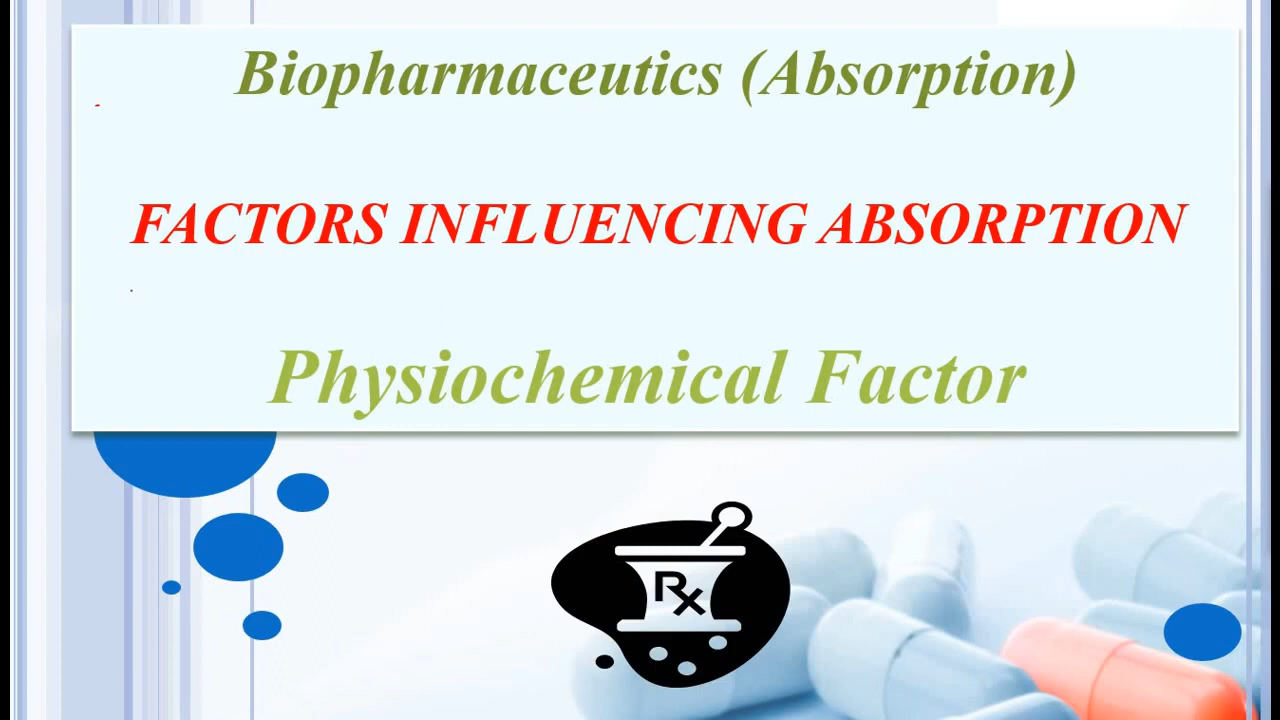 Biopharmaceutics (Absorption)
FACTORS INFLUENCING ABSORPTION
Physiochemical Factor
Rx